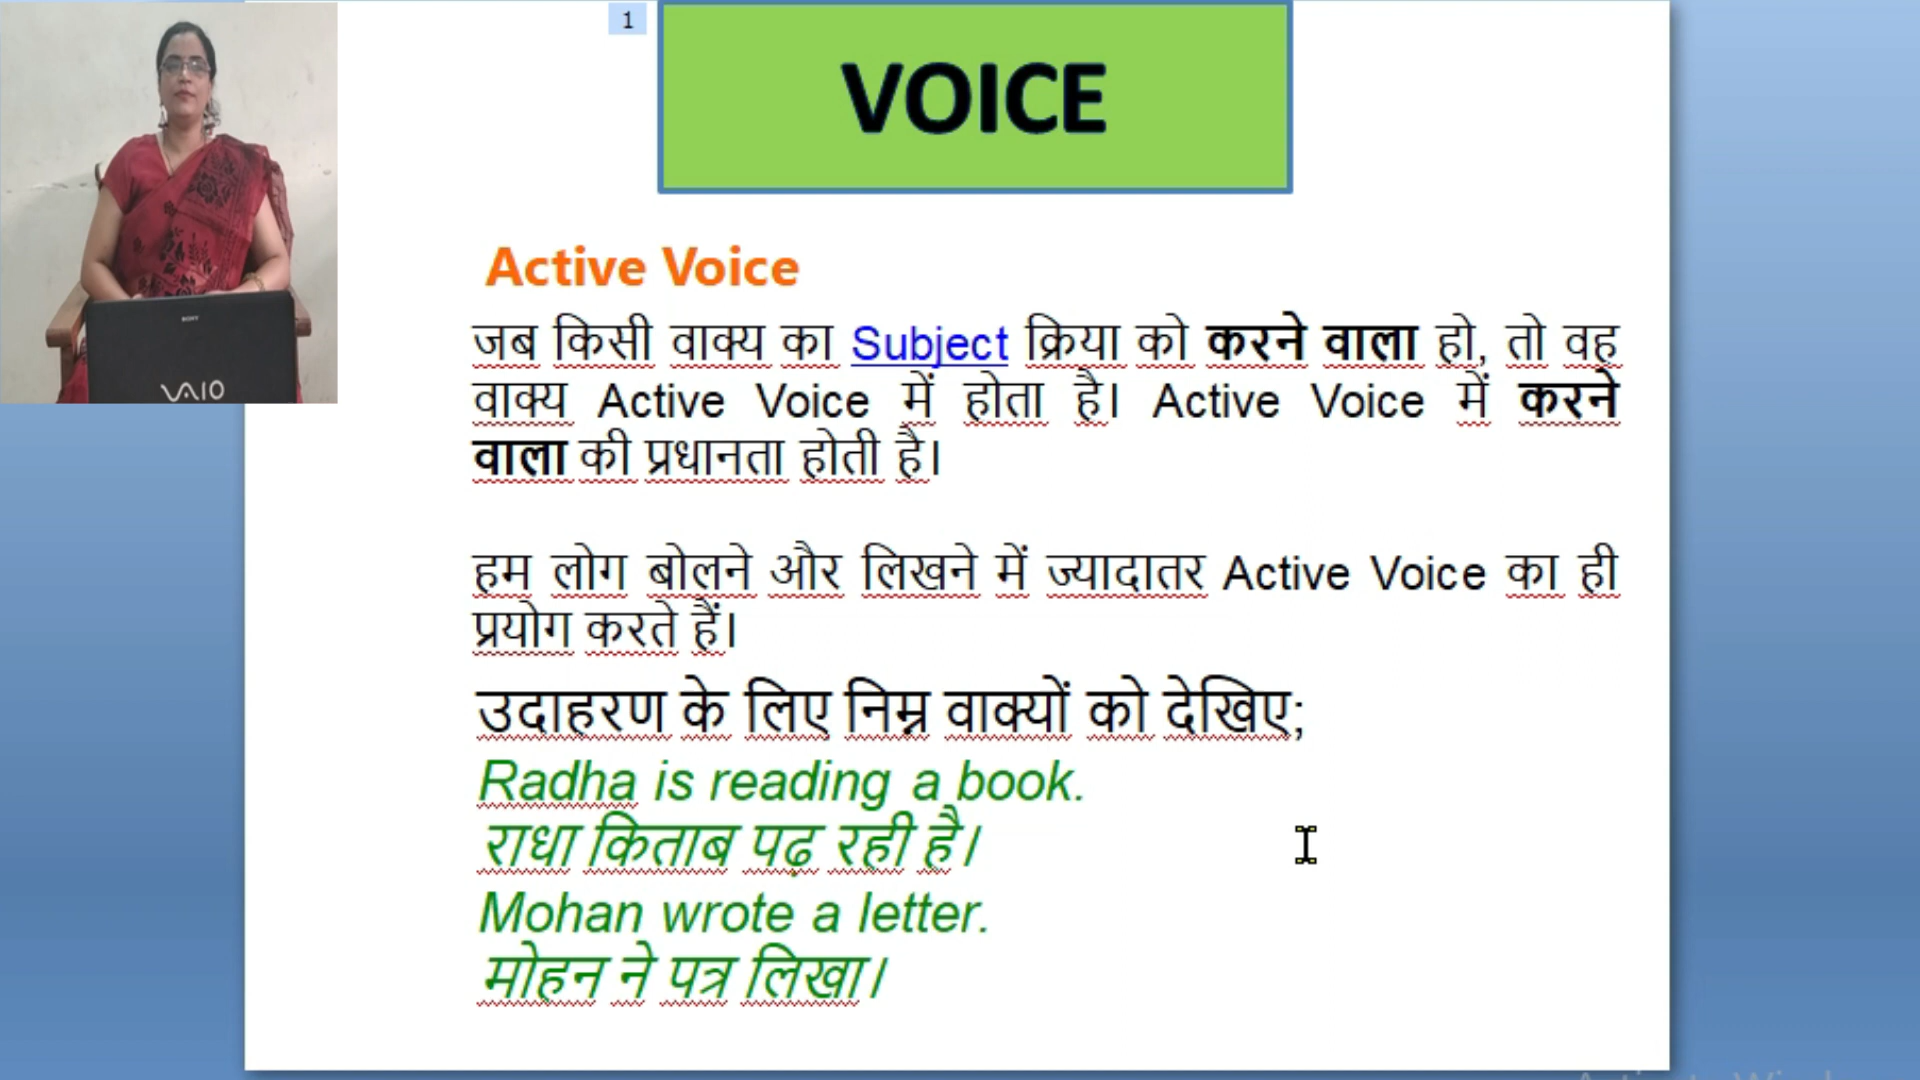 1
VOICE
Active Voice
जब किसी वाक्य का Subject क्रिया को करने वाला हो, तो वह
वाक्य Active Voice में होता है। Active Voice में करने
वाला की प्रधानता होती है।
हम लोग बोलने और लिखने में ज्यादातर Active Voice का ही
प्रयोग करते हैं।
उदाहरण के लिए निम्न वाक्यों को देखिए;
Radha is reading a book.
राधा किताब पढ़ रही है।
Mohan wrote a letter.
मोहन ने पत्र लिखा।
SONY
VAIO